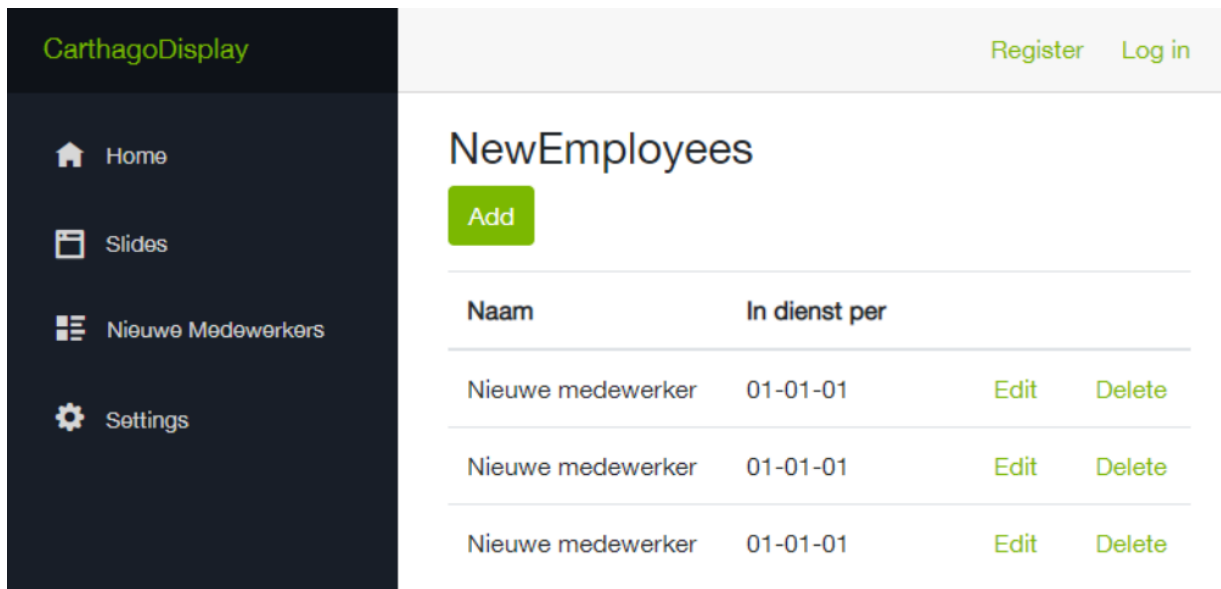 CarthagoDisplay
Register Log in
Home
Slides
Nieuwe Medewerkers
Settings
NewEmployees
Add
Naam In dienst per
Nieuwe medewerker 01-01-01 Edit Delete
Nieuwe medewerker 01-01-01 Edit Delete
Nieuwe medewerker 01-01-01 Edit Delete